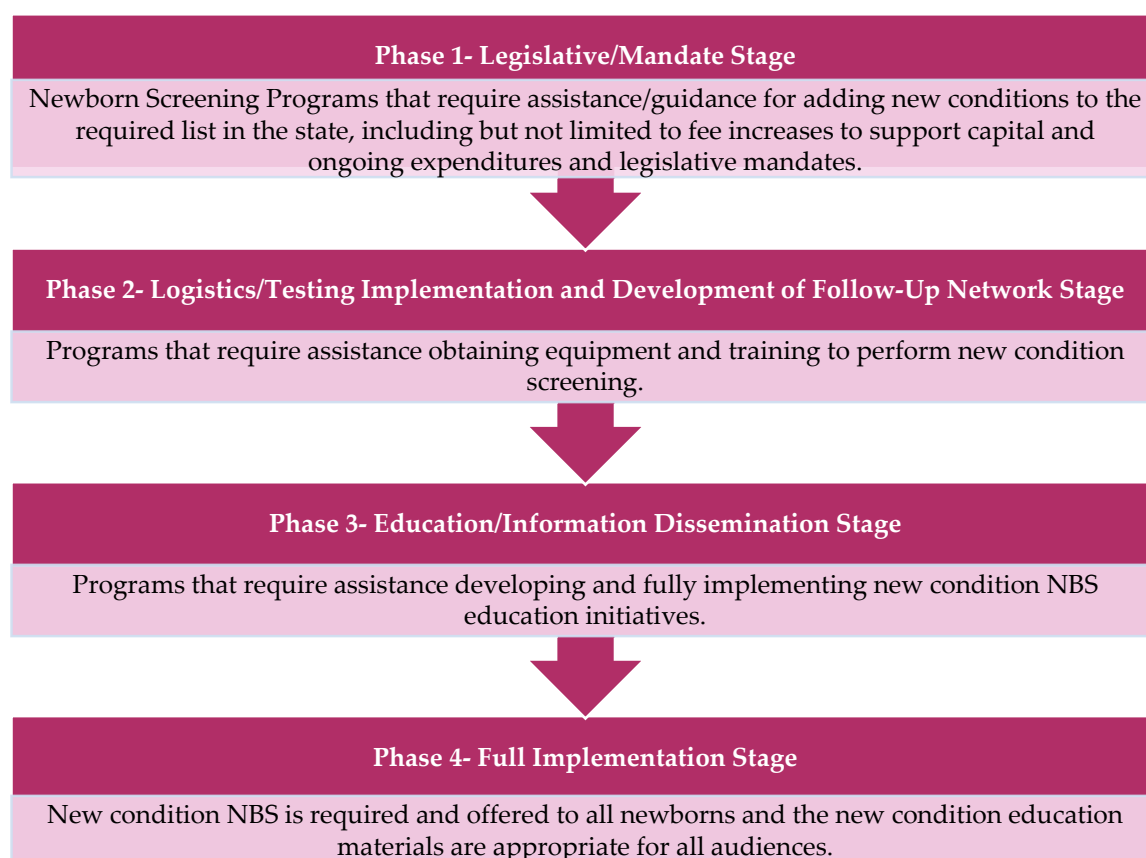 Phase 1- Legislative/Mandate Stage
Newborn Screening Programs that require assistance/guidance for adding new conditions to the
required list in the state, including but not limited to fee increases to support capital and
ongoing expenditures and legislative mandates.
Phase 2- Logistics/Testing Implementation and Development of Follow-Up Network Stage
Programs that require assistance obtaining equipment and training to perform new condition
screening.
Phase 3- Education/Information Dissemination Stage
Programs that require assistance developing and fully implementing new condition NBS
education initiatives.
Phase 4- Full Implementation Stage
New condition NBS is required and offered to all newborns and the new condition education
materials are appropriate for all audiences.